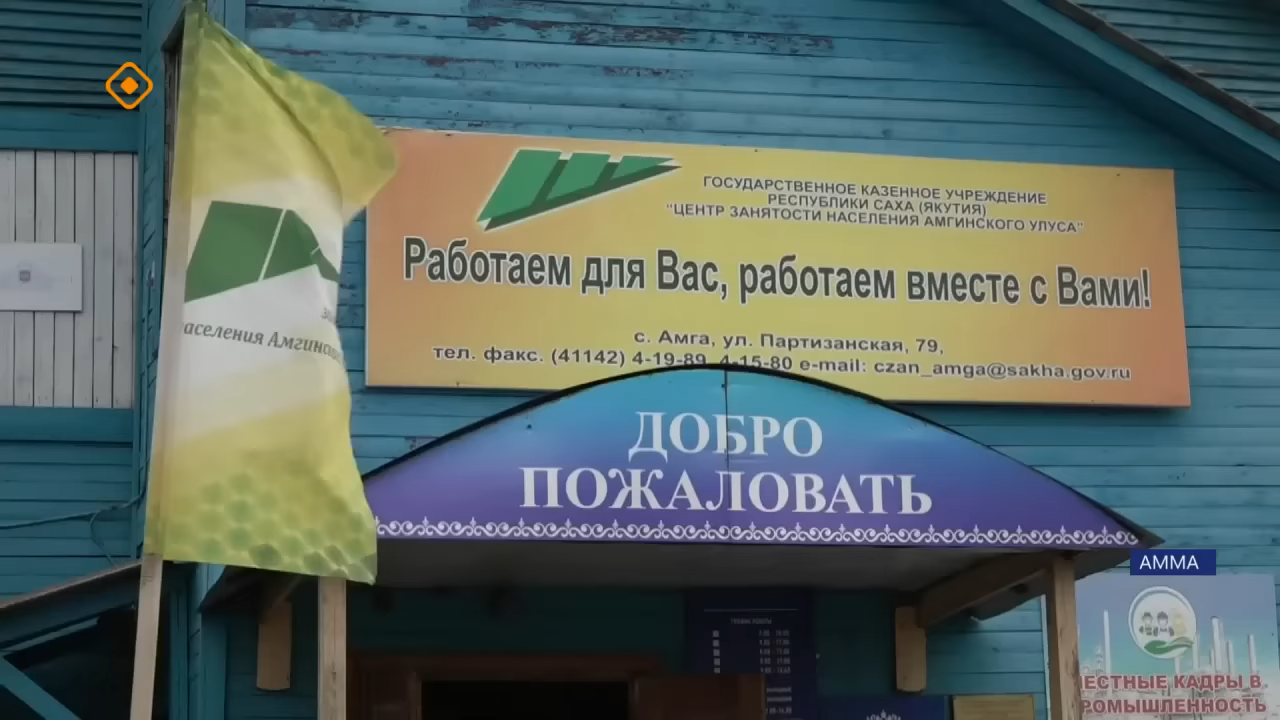 ГОСУДАРСТВЕННОЕ КАЗЕННОЕ УЧРЕЖДЕНИЕ
РЕСПУБЛИКИ САХА (ЯКУТИЯ)
"ЦЕНТР ЗАНЯТОСТИ НАСЕЛЕНИЯ АМГИНСКОГО УЛУСА"
Работаем для Вас, работаем вместе с Вами!
с. Амга, ул. Партизанская, 79,
тел. факс. (41142) 4-19-89, 4-15-80 e-mail: czan_amga@sakha.gov.ru
аселения Амгинско
ДОБРО
ПОЖАЛОВАТЬ
АММА
ЕСТНЫЕ КАДРЫ В
РОМЫШЛЕННОСТЬ